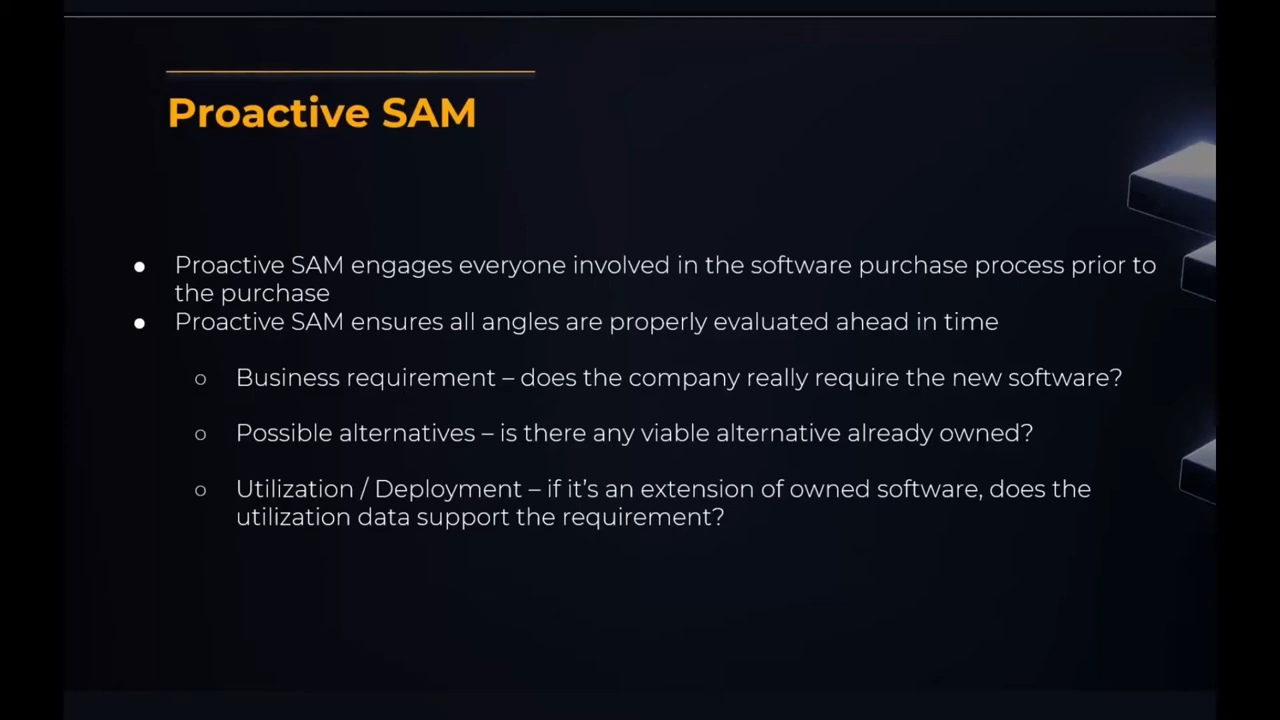 Proactive SAM
● Proactive SAM engages everyone involved in the software purchase process prior to
the purchase
● Proactive SAM ensures all angles are properly evaluated ahead in time
○ Business requirement – does the company really require the new software?
○ Possible alternatives – is there any viable alternative already owned?
○ Utilization / Deployment – if it’s an extension of owned software, does the
utilization data support the requirement?